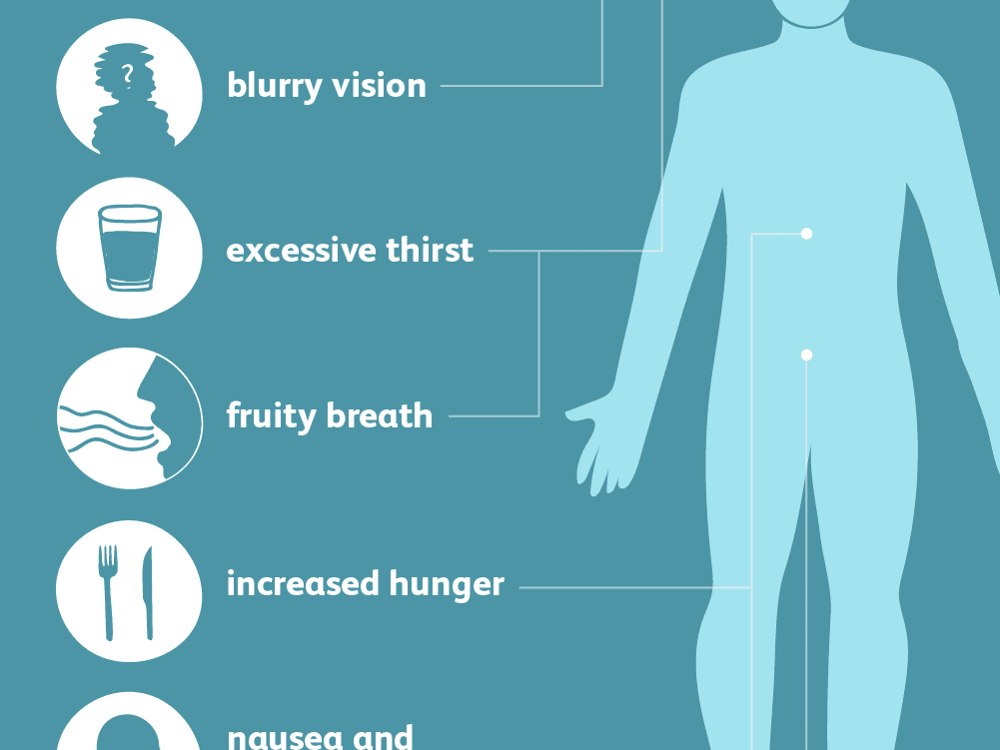 ?
blurry vision
excessive thirst
fruity breath
increased hunger
nausea and